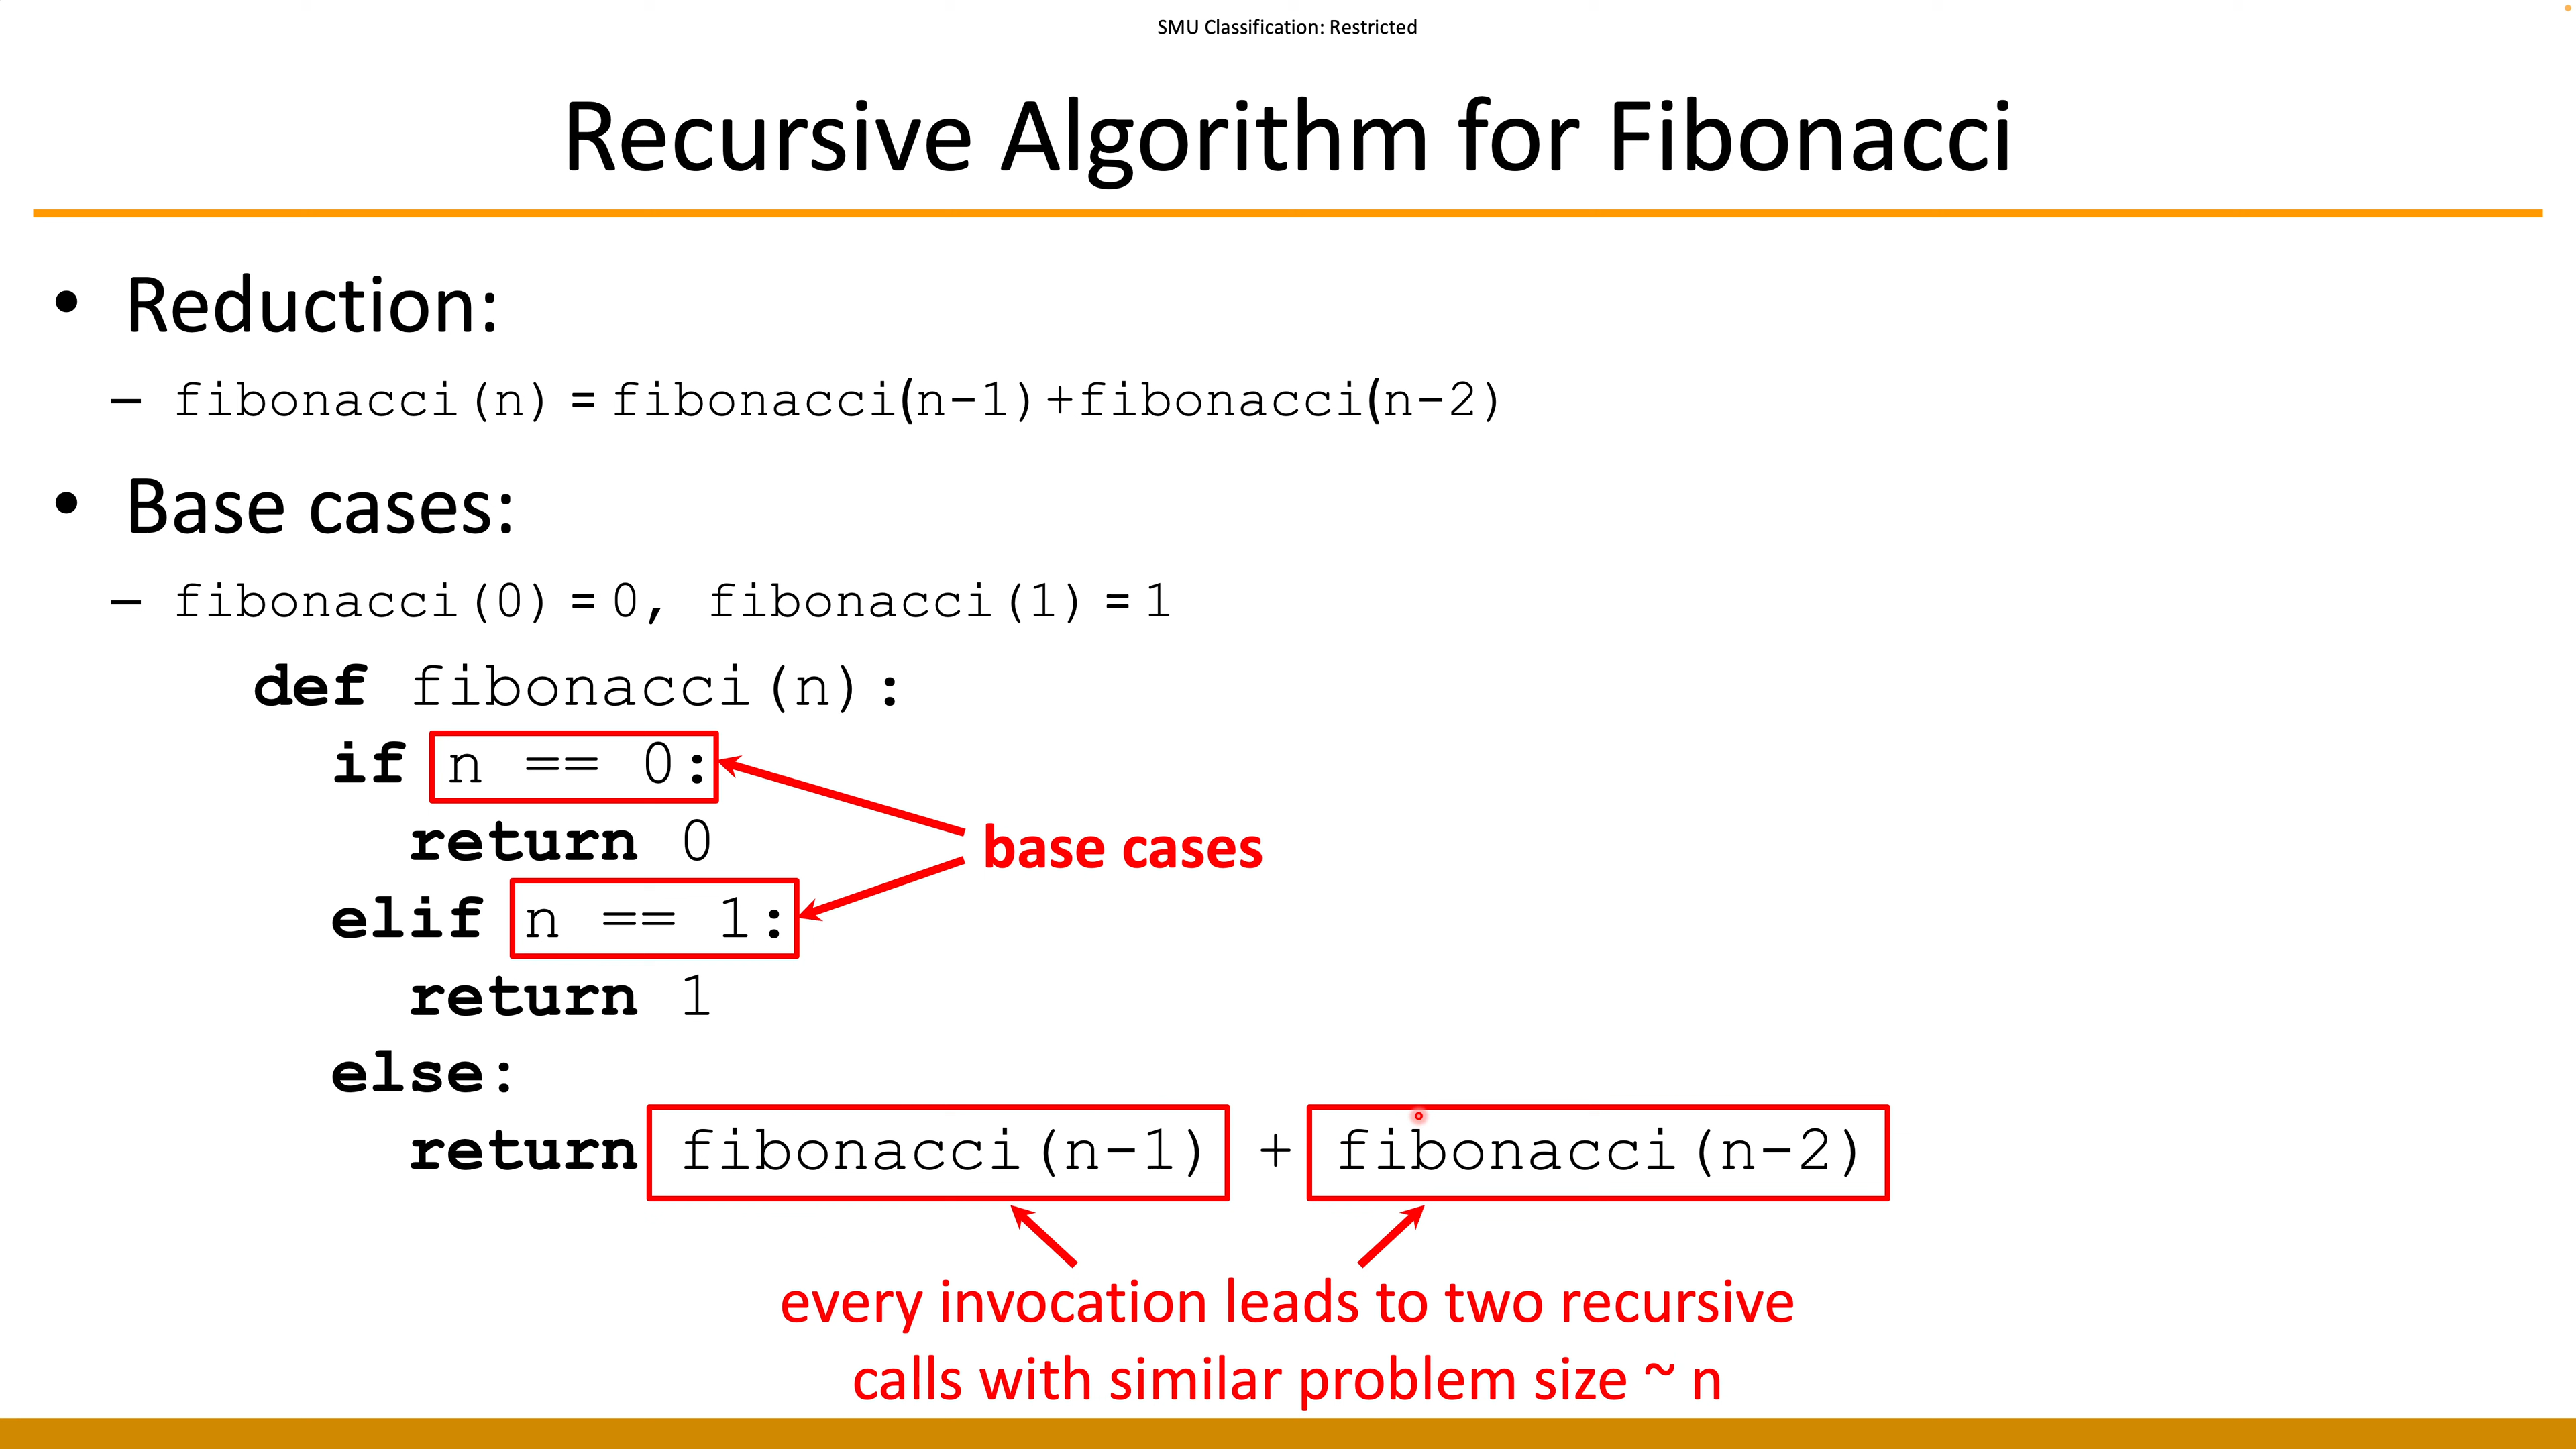 SMU Classification: Restricted
Recursive Algorithm for Fibonacci
• Reduction:
– fibonacci(n) = fibonacci(n-1)+fibonacci(n-2)
• Base cases:
– fibonacci(0) = 0, fibonacci(1) = 1
def fibonacci(n):
if n == 0:
return 0
base cases
elif n == 1:
return 1
else:
return fibonacci(n-1) + fibonacci(n-2)
every invocation leads to two recursive
calls with similar problem size ~ n